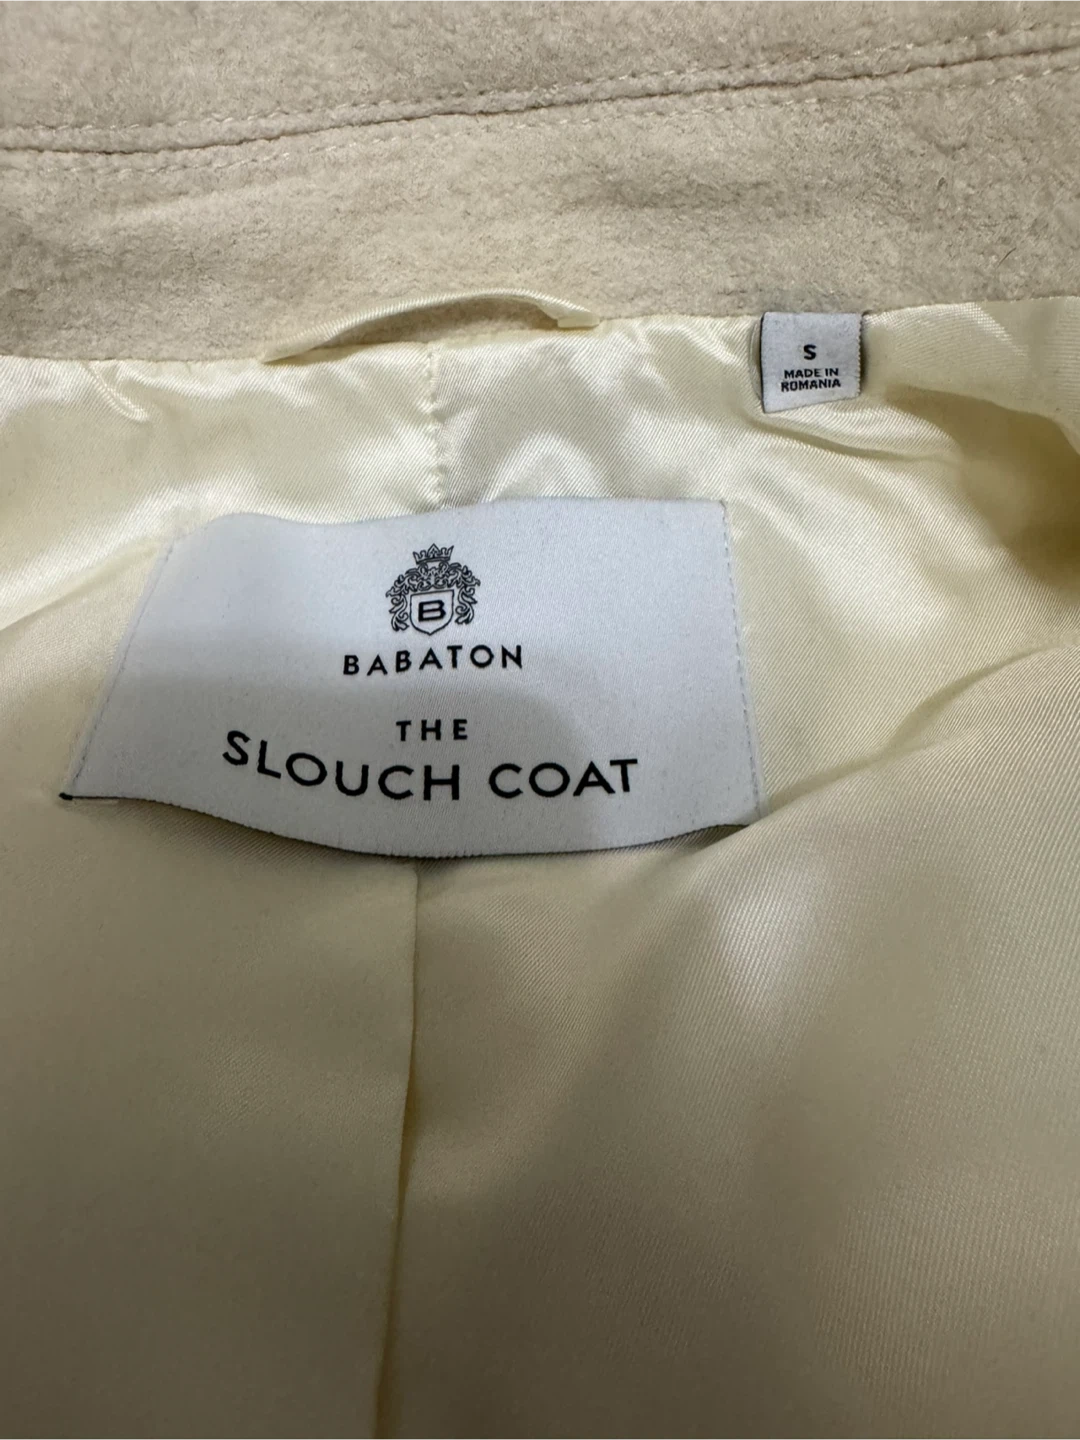 S
MADE IN
ROMANIA
B
BABATON
THE
SLOUCH COAT